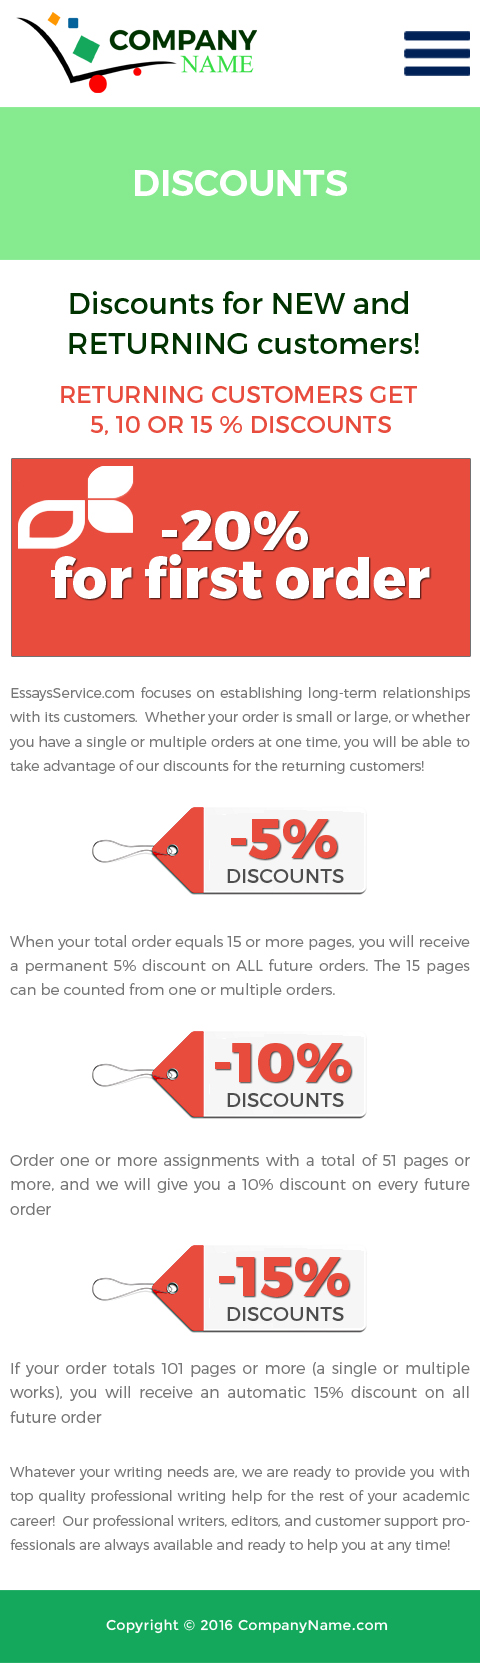 COMPANY
NAME
DISCOUNTS
Discounts for NEW and
RETURNING customers!
RETURNING CUSTOMERS GET
5, 10 OR 15 % DISCOUNTS
-20%
for first order
EssaysService.com focuses on establishing long-term relationships
with its customers.  Whether your order is small or large, or whether
you have a single or multiple orders at one time, you will be able to
take advantage of our discounts for the returning customers!
-5%
DISCOUNTS
When your total order equals 15 or more pages, you will receive
a permanent 5% discount on ALL future orders. The 15 pages
can be counted from one or multiple orders.
-10%
DISCOUNTS
Order one or more assignments with a total of 51 pages or
more, and we will give you a 10% discount on every future
order
-15%
DISCOUNTS
If your order totals 101 pages or more (a single or multiple
works), you will receive an automatic 15% discount on all
future order
Whatever your writing needs are, we are ready to provide you with
top quality professional writing help for the rest of your academic
career!  Our professional writers, editors, and customer support pro-
fessionals are always available and ready to help you at any time!
Copyright © 2016 CompanyName.com